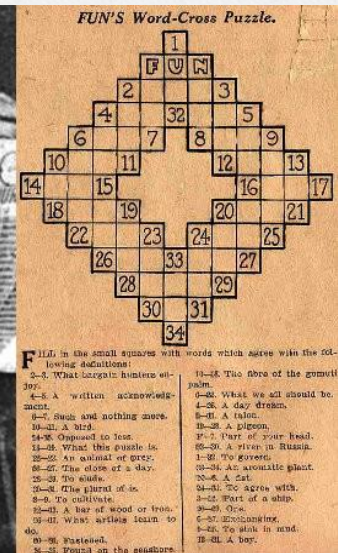 FUN'S Word-Cross Puzzle.
1
FUN
2 3
4 32 5
6 7 8 9
10 11 12 13
14 15 16 17
18 19 20 21
22 23 24 25
26 33 27
28 29
30 31
34
FILL in the small squares with words which agree with the fol-
lowing definitions:
2-3. What bargain hunters en-
joy.
4-5. A written acknowledg-
ment.
6-7. Such and nothing more.
10-11. A bird.
14-15. Opposed to less.
18-19. What this puzzle is.
22-23. An animal of prey.
26-27. The close of a day.
28-29. To elude.
30-31. The plural of is.
8-9. To cultivate.
12-13. A bar of wood or iron.
16-17. What artists learn to
do.
20-21. Fastened.
24-25. Found on the seashore.
10-18. The fibre of the gomuti
palm.
6-22. What we all should be.
4-26. A day dream.
2-11. A talon.
19-28. A pigeon.
F-7. Part of your head.
23-30. A river in Russia.
1-32. To govern.
33-34. An aromatic plant.
N-8. A fist.
24-31. To agree with.
3-12. Part of a ship.
20-29. One.
5-27. Exchanging.
9-25. To sink in mud.
13-21. A boy.